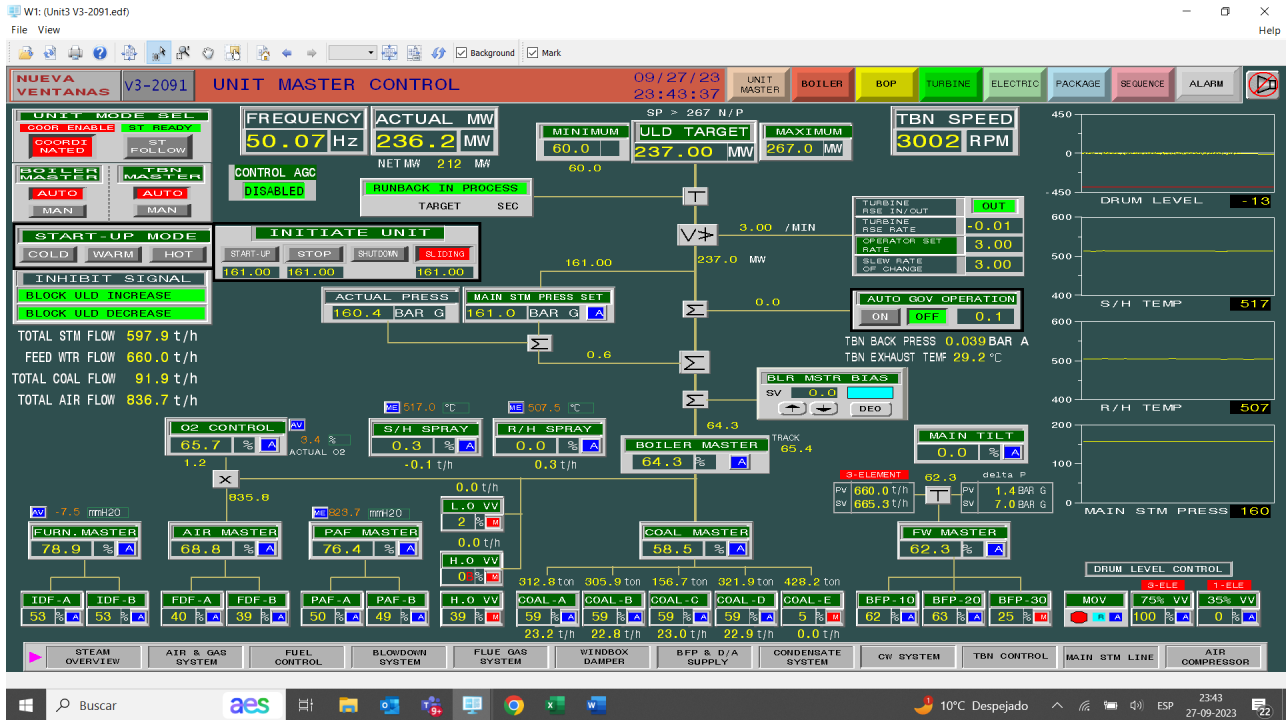 W1: (Unit3 V3-2091.edf)
File View Help
Background Mark
NUEVA VENTANAS V3-2091 UNIT MASTER CONTROL 09/27/23 23:43:37 UNIT MASTER BOILER BOP TURBINE ELECTRIC PACKAGE SEQUENCE ALARM
UNIT MODE SEL
COOR ENABLE ST READY
COORDI NATED ST FOLLOW
BOILER MASTER TBN MASTER
AUTO AUTO
MAN MAN
FREQUENCY
50.07 Hz
ACTUAL MW
236.2 MW
NET MW 212 MW
CONTROL AGC
DISABLED
RUNBACK IN PROCESS
TARGET SEC
SP > 267 N/P
MINIMUM
60.0
60.0
ULD TARGET
237.00 MW
MAXIMUM
267.0 MW
TBN SPEED
3002 RPM
START-UP MODE
COLD WARM HOT
INITIATE UNIT
START-UP STOP SHUTDOWN SLIDING
161.00 161.00 161.00
INHIBIT SIGNAL
BLOCK ULD INCREASE
BLOCK ULD DECREASE
T
V
3.00 /MIN
237.0 MW
161.00
TURBINE RSE IN/OUT OUT
TURBINE RSE RATE -0.01
OPERATOR SET RATE 3.00
SLEW RATE OF CHANGE 3.00
ACTUAL PRESS
160.4 BAR G
MAIN STM PRESS SET
161.0 BAR G A
Σ
Σ
0.0
0.6
Σ
Σ
AUTO GOV OPERATION
ON OFF 0.1
TBN BACK PRESS 0.039 BAR A
TBN EXHAUST TEMP 29.2 °C
TOTAL STM FLOW 597.9 t/h
FEED WTR FLOW 660.0 t/h
TOTAL COAL FLOW 91.9 t/h
TOTAL AIR FLOW 836.7 t/h
BLR MSTR BIAS
SV 0.0
DEO
450
0
-450
DRUM LEVEL -13
600
500
400
S/H TEMP 517
600
500
400
R/H TEMP 507
200
100
0
MAIN STM PRESS 160
O2 CONTROL
65.7 % A
AV 3.4 %
ACTUAL O2
1.2
X
835.8
ME 517.0 °C
S/H SPRAY
0.3 % A
-0.1 t/h
ME 507.5 °C
R/H SPRAY
0.0 % A
0.3 t/h
64.3
BOILER MASTER
64.3 % A
TRACK
65.4
MAIN TILT
0.0 % A
3-ELEMENT 62.3 delta P
PV 660.0 t/h
SV 665.3 t/h
T
PV 1.4 BAR G
SV 7.0 BAR G
AV -7.5 mmH2O
FURN. MASTER
78.9 % A
AIR MASTER
68.8 % A
ME 823.7 mmH2O
PAF MASTER
76.4 % A
0.0 t/h
L.O VV
2 % M
0.0 t/h
H.O VV
0 % M
H.O VV
39 % M
COAL MASTER
58.5 % A
FW MASTER
62.3 % A
312.8 ton 305.9 ton 156.7 ton 321.9 ton 428.2 ton
IDF-A IDF-B FDF-A FDF-B PAF-A PAF-B
53 % A 53 % A 40 % A 39 % A 50 % A 49 % A
COAL-A COAL-B COAL-C COAL-D COAL-E
59 % A 59 % A 59 % A 59 % A 5 % M
23.2 t/h 22.8 t/h 23.0 t/h 22.9 t/h 0.0 t/h
BFP-10 BFP-20 BFP-30
62 % A 63 % A 25 % M
DRUM LEVEL CONTROL
3-ELE 1-ELE
MOV 75% VV 35% VV
R A 100 % A 0 % A
STEAM OVERVIEW AIR & GAS SYSTEM FUEL CONTROL BLOWDOWN SYSTEM FLUE GAS SYSTEM WINDBOX DAMPER BFP & D/A SUPPLY CONDENSATE SYSTEM CW SYSTEM TBN CONTROL MAIN STM LINE AIR COMPRESSOR
Buscar aes 9+ 10°C Despejado ESP 23:43 27-09-2023 22